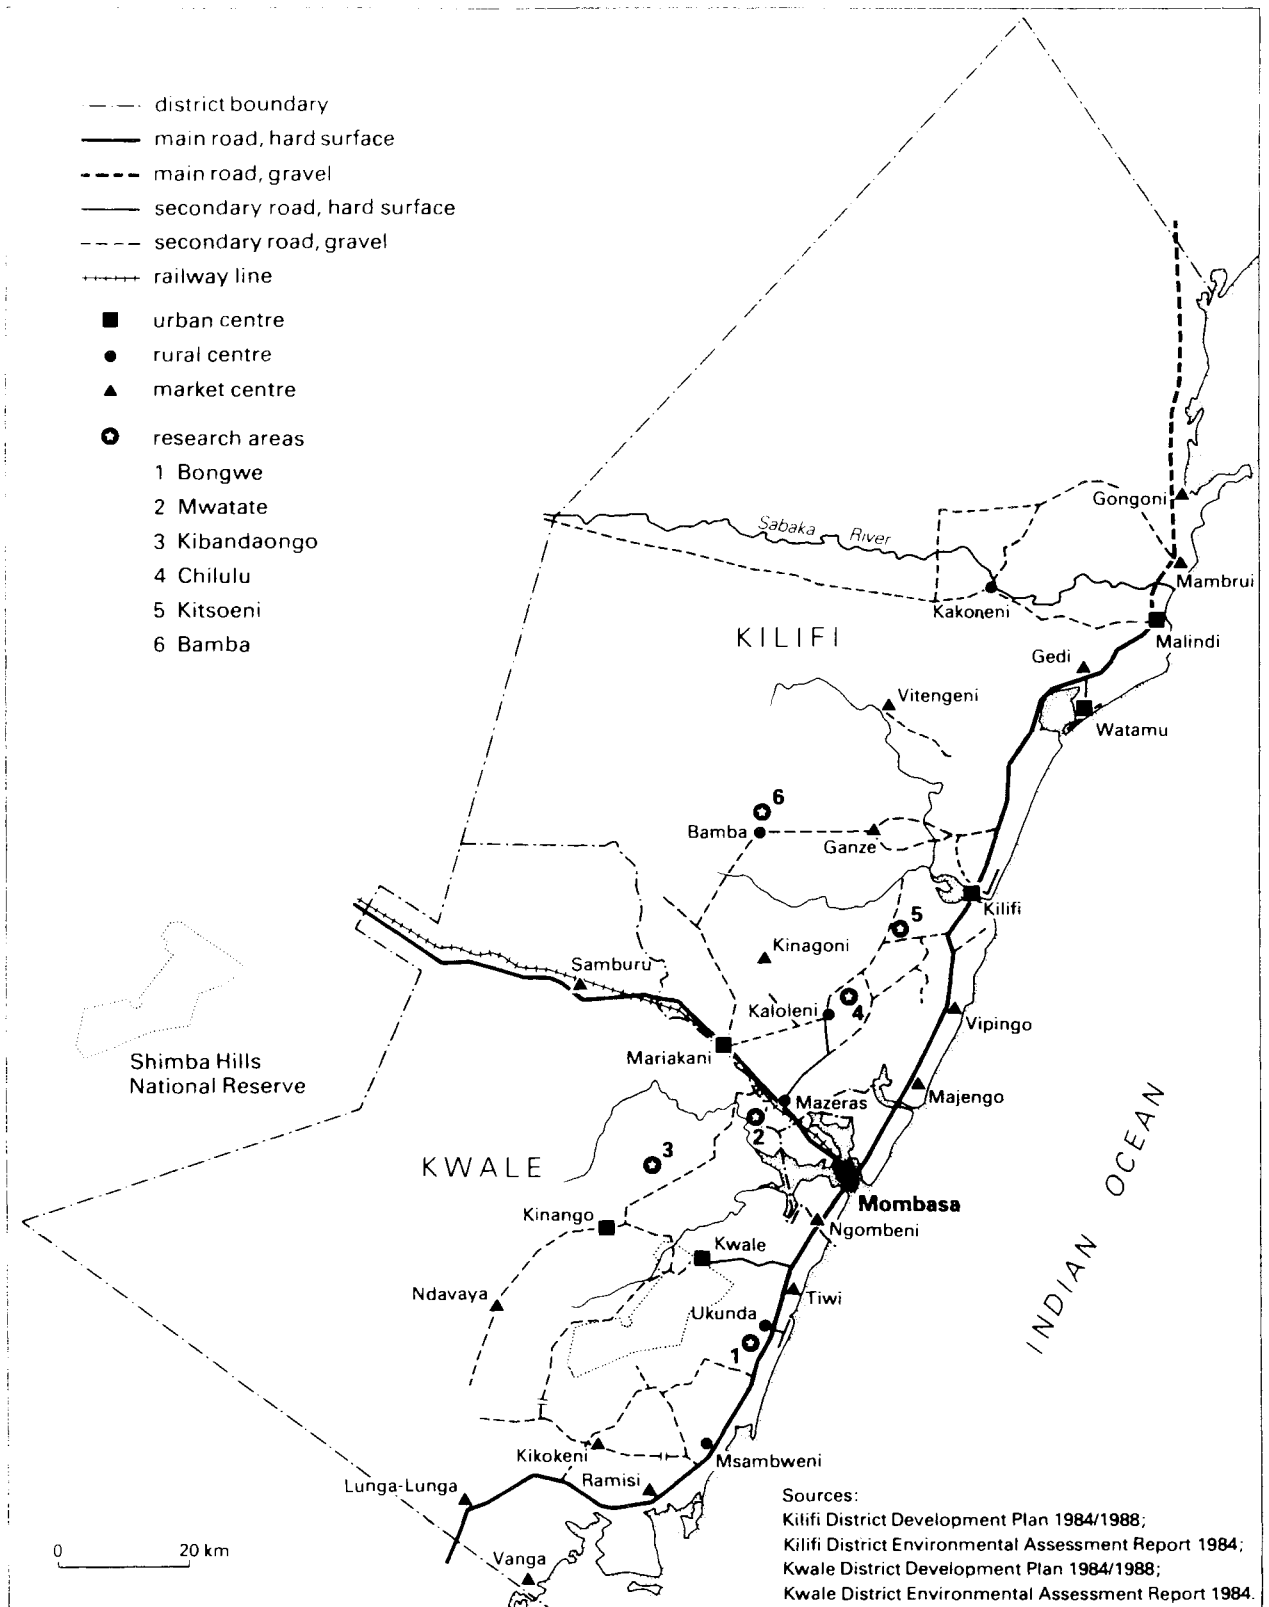 district boundary
main road, hard surface
main road, gravel
secondary road, hard surface
secondary road, gravel
railway line
urban centre
rural centre
market centre
research areas
1 Bongwe
2 Mwatate
3 Kibandaongo
4 Chilulu
5 Kitsoeni
6 Bamba
Gongoni
Sabaka River
Mambrui
Kakoneni
KILIFI
Malindi
Gedi
Vitengeni
Watamu
6
Bamba
Ganze
Kilifi
5
Kinagoni
Samburu
Kaloleni
4
Vipingo
Shimba Hills
National Reserve
Mariakani
Mazeras
Majengo
2
3
KWALE
Mombasa
Kinango
Ngombeni
Kwale
INDIAN OCEAN
Ndavaya
Tiwi
Ukunda
1
Kikokeni
Msambweni
Lunga-Lunga
Ramisi
0 20 km
Vanga
Sources:
Kilifi District Development Plan 1984/1988;
Kilifi District Environmental Assessment Report 1984;
Kwale District Development Plan 1984/1988;
Kwale District Environmental Assessment Report 1984.